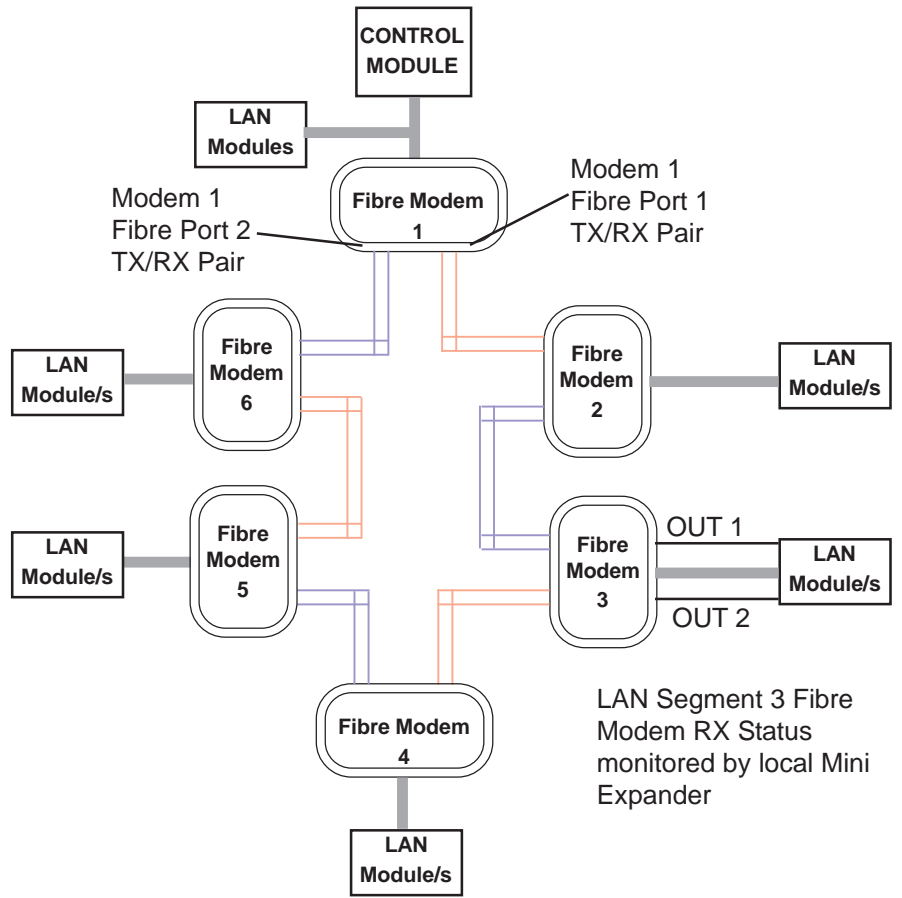 CONTROL
MODULE
LAN
Modules
Fibre Modem
1
Modem 1
Fibre Port 2
TX/RX Pair
Modem 1
Fibre Port 1
TX/RX Pair
LAN
Module/s
Fibre
Modem
6
Fibre
Modem
2
LAN
Module/s
LAN
Module/s
Fibre
Modem
5
Fibre
Modem
3
OUT 1
OUT 2
LAN
Module/s
Fibre Modem
4
LAN
Module/s
LAN Segment 3 Fibre
Modem RX Status
monitored by local Mini
Expander